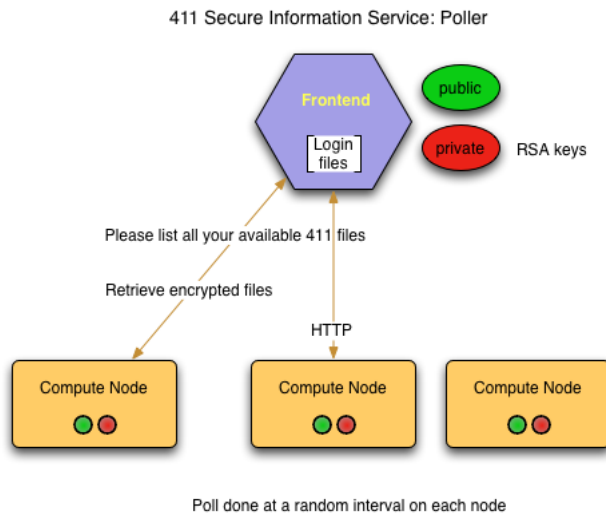 411 Secure Information Service: Poller
Frontend
Login
files
public
private
RSA keys
Please list all your available 411 files
Retrieve encrypted files
HTTP
Compute Node
Compute Node
Compute Node
Poll done at a random interval on each node